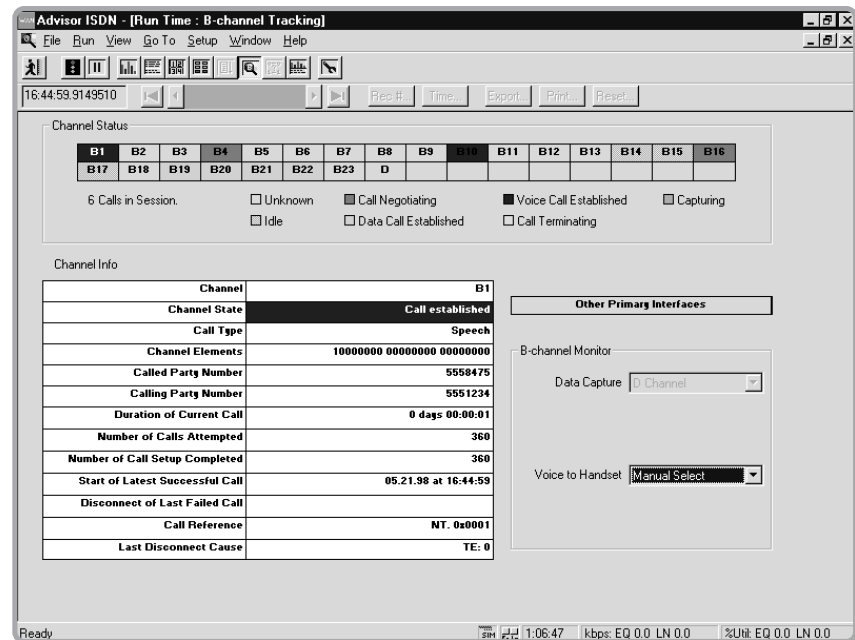 Advisor ISDN - [Run Time : B-channel Tracking]
File Run View Go To Setup Window Help
16:44:59.9149510 Rec #... Time... Export... Print... Reset...
Channel Status
B1 B2 B3 B4 B5 B6 B7 B8 B9 B10 B11 B12 B13 B14 B15 B16
B17 B18 B19 B20 B21 B22 B23 D
6 Calls in Session. Unknown Call Negotiating Voice Call Established Capturing
Idle Data Call Established Call Terminating
Channel Info
Channel B1
Channel State Call established
Call Type Speech
Channel Elements 10000000 00000000 00000000
Called Party Number 5558475
Calling Party Number 5551234
Duration of Current Call 0 days 00:00:01
Number of Calls Attempted 360
Number of Call Setup Completed 360
Start of Latest Successful Call 05.21.98 at 16:44:59
Disconnect of Last Failed Call
Call Reference NT. 0x0001
Last Disconnect Cause TE: 0
Other Primary Interfaces
B-channel Monitor
Data Capture D Channel
Voice to Handset Manual Select
Ready SIM 1:06:47 kbps: EQ 0.0 LN 0.0 %Util: EQ 0.0 LN 0.0